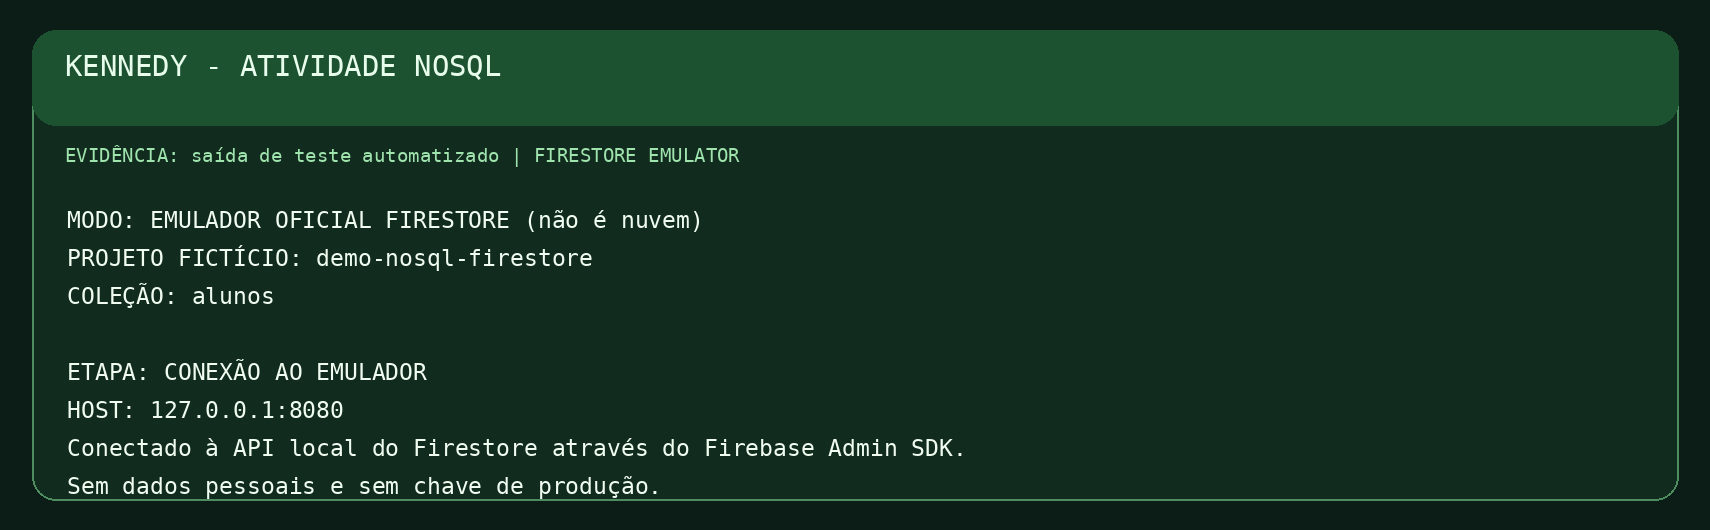 KENNEDY - ATIVIDADE NOSQL
EVIDÊNCIA: saída de teste automatizado | FIRESTORE EMULATOR
MODO: EMULADOR OFICIAL FIRESTORE (não é nuvem)
PROJETO FICTÍCIO: demo-nosql-firestore
COLEÇÃO: alunos
ETAPA: CONEXÃO AO EMULADOR
HOST: 127.0.0.1:8080
Conectado à API local do Firestore através do Firebase Admin SDK.
Sem dados pessoais e sem chave de produção.